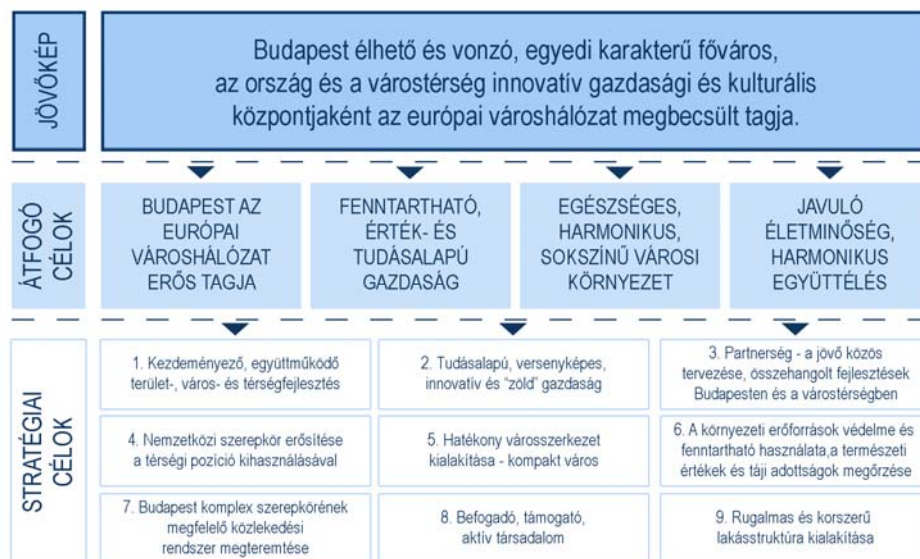 JÖVŐKÉP
Budapest élhető és vonzó, egyedi karakterű főváros,
az ország és a várostérség innovatív gazdasági és kulturális
központjaként az európai városhálózat megbecsült tagja.
ÁTFOGÓ
CÉLOK
BUDAPEST AZ
EURÓPAI
VÁROSHÁLÓZAT
ERŐS TAGJA
FENNTARTHATÓ,
ÉRTÉK- ÉS
TUDÁSALAPÚ
GAZDASÁG
EGÉSZSÉGES,
HARMONIKUS,
SOKSZÍNŰ VÁROSI
KÖRNYEZET
JAVULÓ
ÉLETMINŐSÉG,
HARMONIKUS
EGYÜTTÉLÉS
STRATÉGIAI
CÉLOK
1. Kezdeményező, együttműködő
terület-, város- és térségfejlesztés
2. Tudásalapú, versenyképes,
innovatív és "zöld" gazdaság
3. Partnerség - a jövő közös
tervezése, összehangolt fejlesztések
Budapesten és a várostérségben
4. Nemzetközi szerepkör erősítése
a térségi pozíció kihasználásával
5. Hatékony városszerkezet
kialakítása - kompakt város
6. A környezeti erőforrások védelme és
fenntartható használata,a természeti
értékek és táji adottságok megőrzése
7. Budapest komplex szerepkörének
megfelelő közlekedési
rendszer megteremtése
8. Befogadó, támogató,
aktív társadalom
9. Rugalmas és korszerű
lakásstruktúra kialakítása